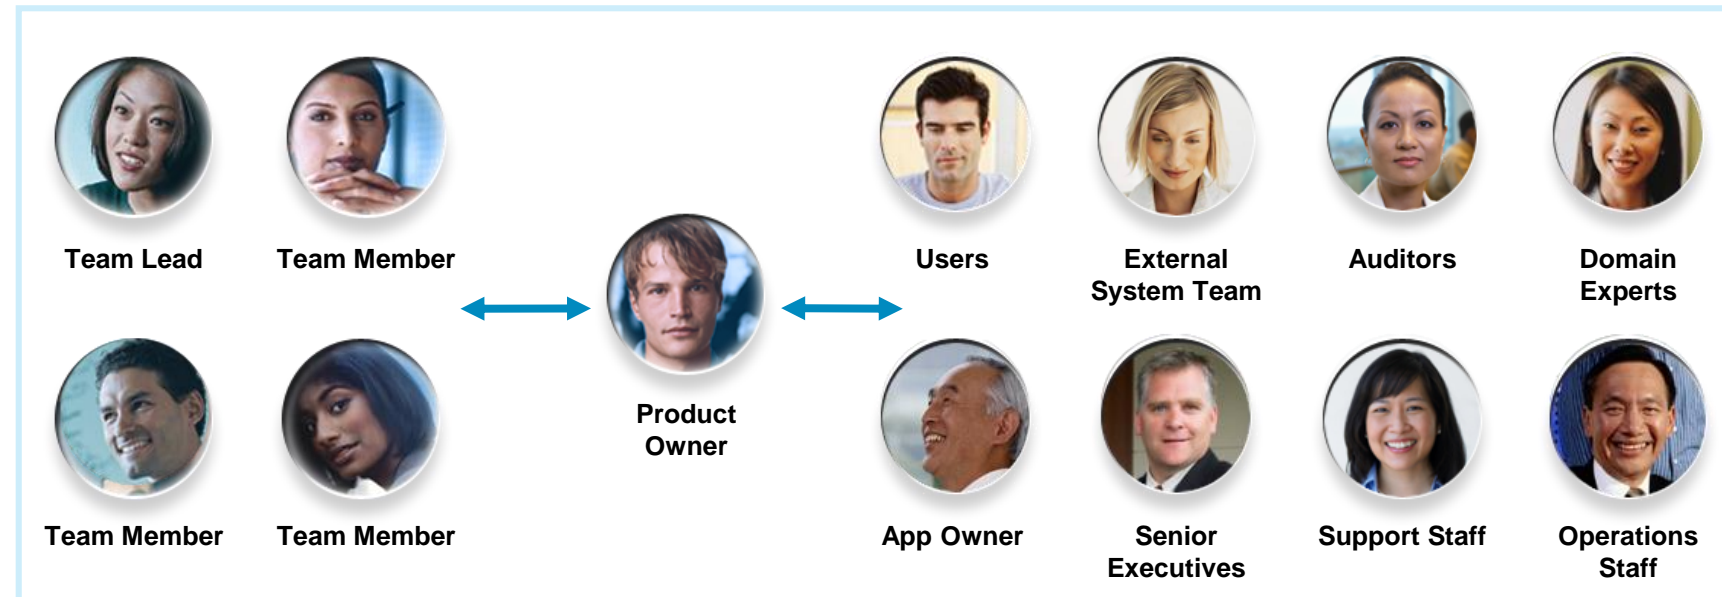 Team Lead
Team Member
Users
External
System Team
Auditors
Domain
Experts
Product
Owner
Team Member
Team Member
App Owner
Senior
Executives
Support Staff
Operations
Staff